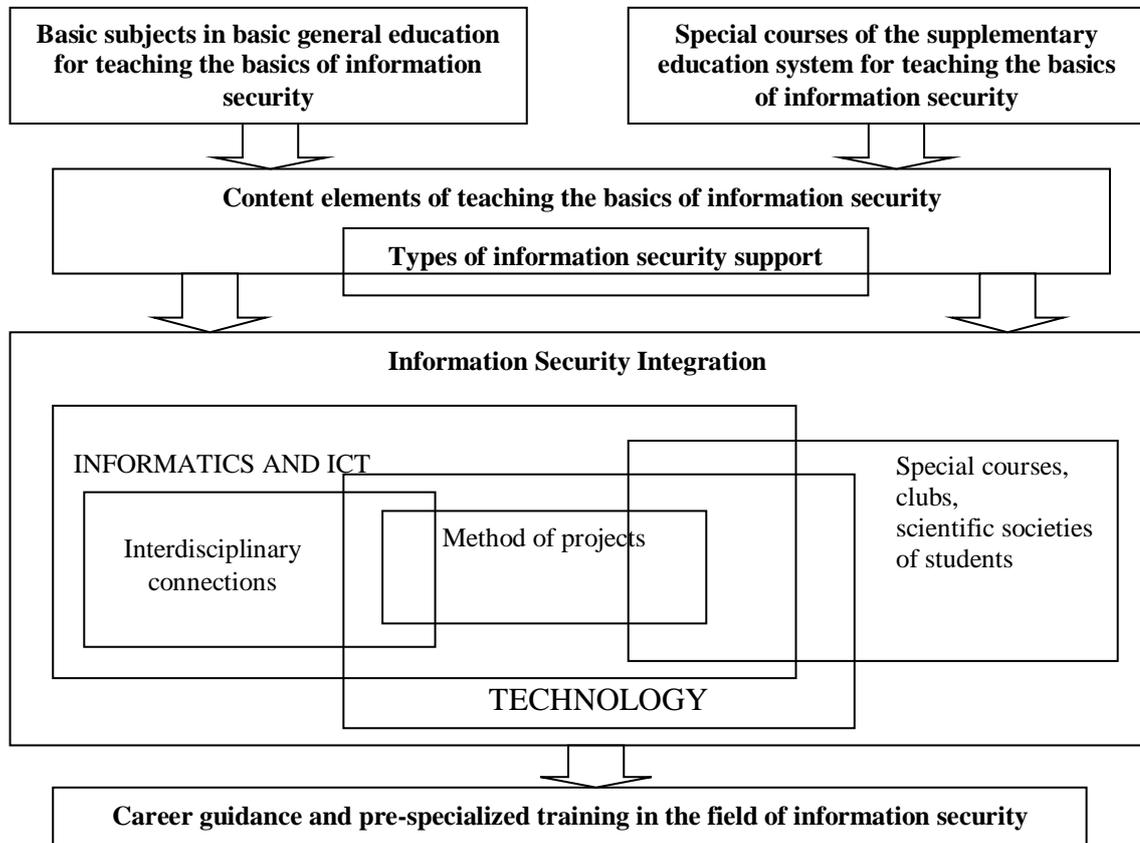 Basic subjects in basic general education
for teaching the basics of information
security
Special courses of the supplementary
education system for teaching the basics
of information security
Content elements of teaching the basics of information security
Types of information security support
Information Security Integration
INFORMATICS AND ICT
Interdisciplinary
connections
Method of projects
Special courses,
clubs,
scientific societies
of students
TECHNOLOGY
Career guidance and pre-specialized training in the field of information security